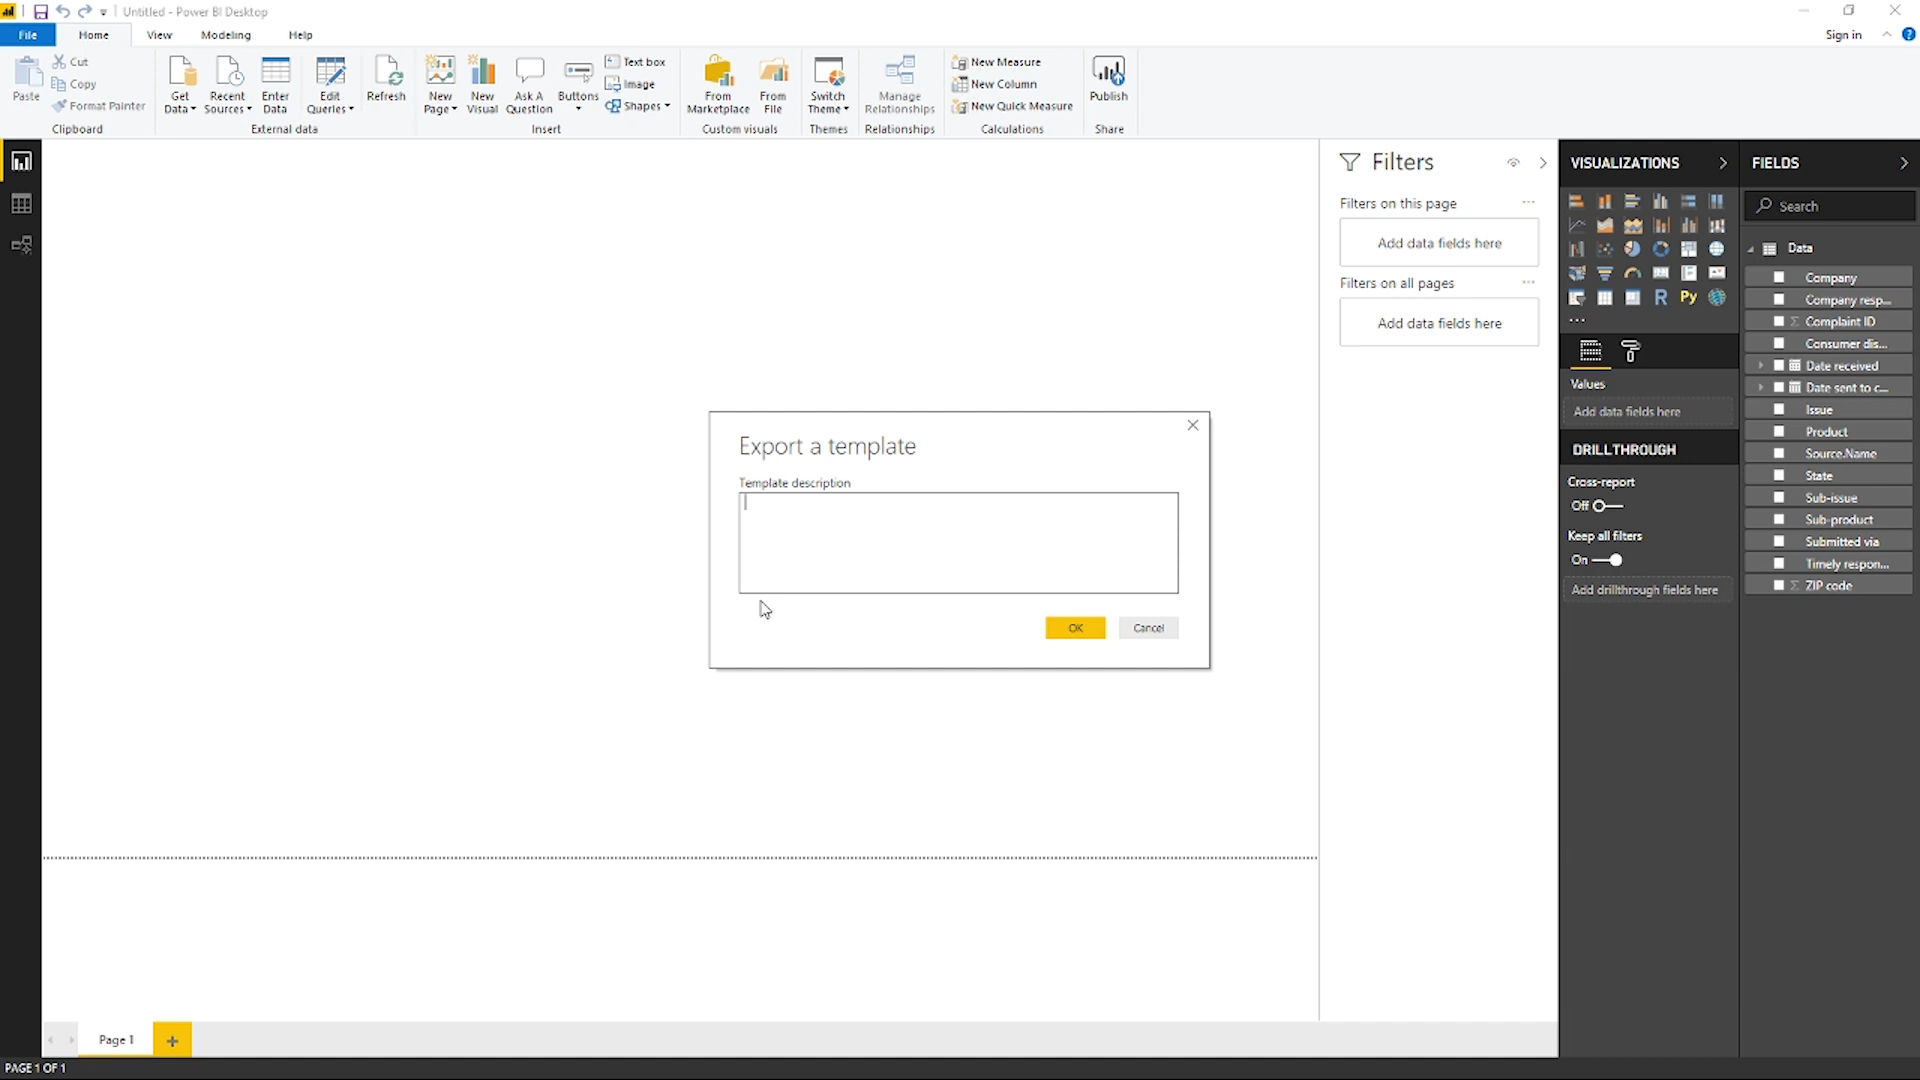 Untitled - Power BI Desktop
File
Home
View
Modeling
Help
Sign in
?
Paste
Cut
Copy
Format Painter
Clipboard
Get
Data
Recent
Sources
Enter
Data
Edit
Queries
Refresh
External data
New
Page
New
Visual
Ask A
Question
Buttons
Text box
Image
Shapes
Insert
From
Marketplace
From
File
Custom visuals
Switch
Theme
Themes
Manage
Relationships
Relationships
New Measure
New Column
New Quick Measure
Calculations
Publish
Share
Filters
Filters on this page
...
Add data fields here
Filters on all pages
...
Add data fields here
VISUALIZATIONS
R
Py
...
Values
Add data fields here
DRILLTHROUGH
Cross-report
Off
Keep all filters
On
Add drillthrough fields here
FIELDS
Search
Data
Company
Company resp...
Σ Complaint ID
Consumer dis...
Date received
Date sent to c...
Issue
Product
Source.Name
State
Sub-issue
Sub-product
Submitted via
Timely respon...
Σ ZIP code
Export a template
Template description
OK
Cancel
Page 1
+
PAGE 1 OF 1